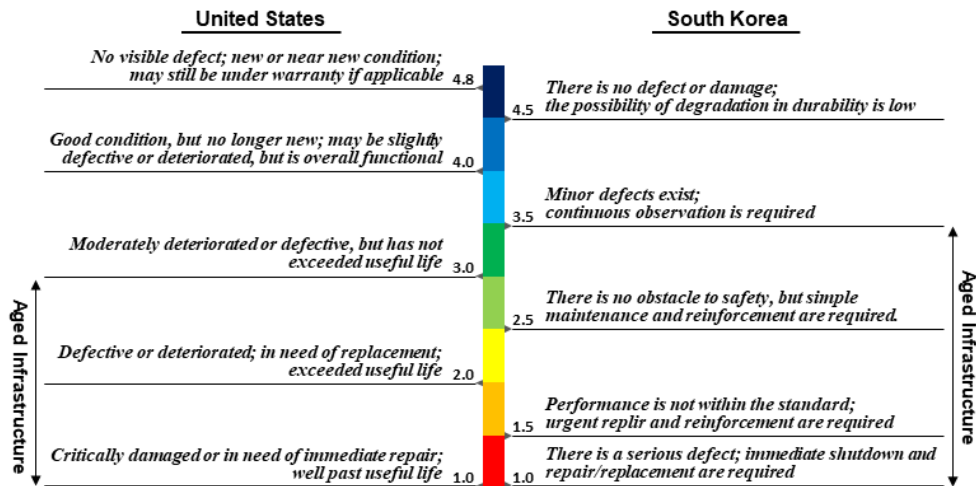 United States
South Korea
No visible defect; new or near new condition;
may still be under warranty if applicable
4.8
There is no defect or damage;
the possibility of degradation in durability is low
4.5
Good condition, but no longer new; may be slightly
defective or deteriorated, but is overall functional
4.0
Minor defects exist;
continuous observation is required
3.5
Moderately deteriorated or defective, but has not
exceeded useful life
3.0
There is no obstacle to safety, but simple
maintenance and reinforcement are required.
2.5
Defective or deteriorated; in need of replacement;
exceeded useful life
2.0
Performance is not within the standard;
urgent replir and reinforcement are required
1.5
Critically damaged or in need of immediate repair;
well past useful life
1.0
There is a serious defect; immediate shutdown and
repair/replacement are required
1.0
Aged Infrastructure
Aged Infrastructure